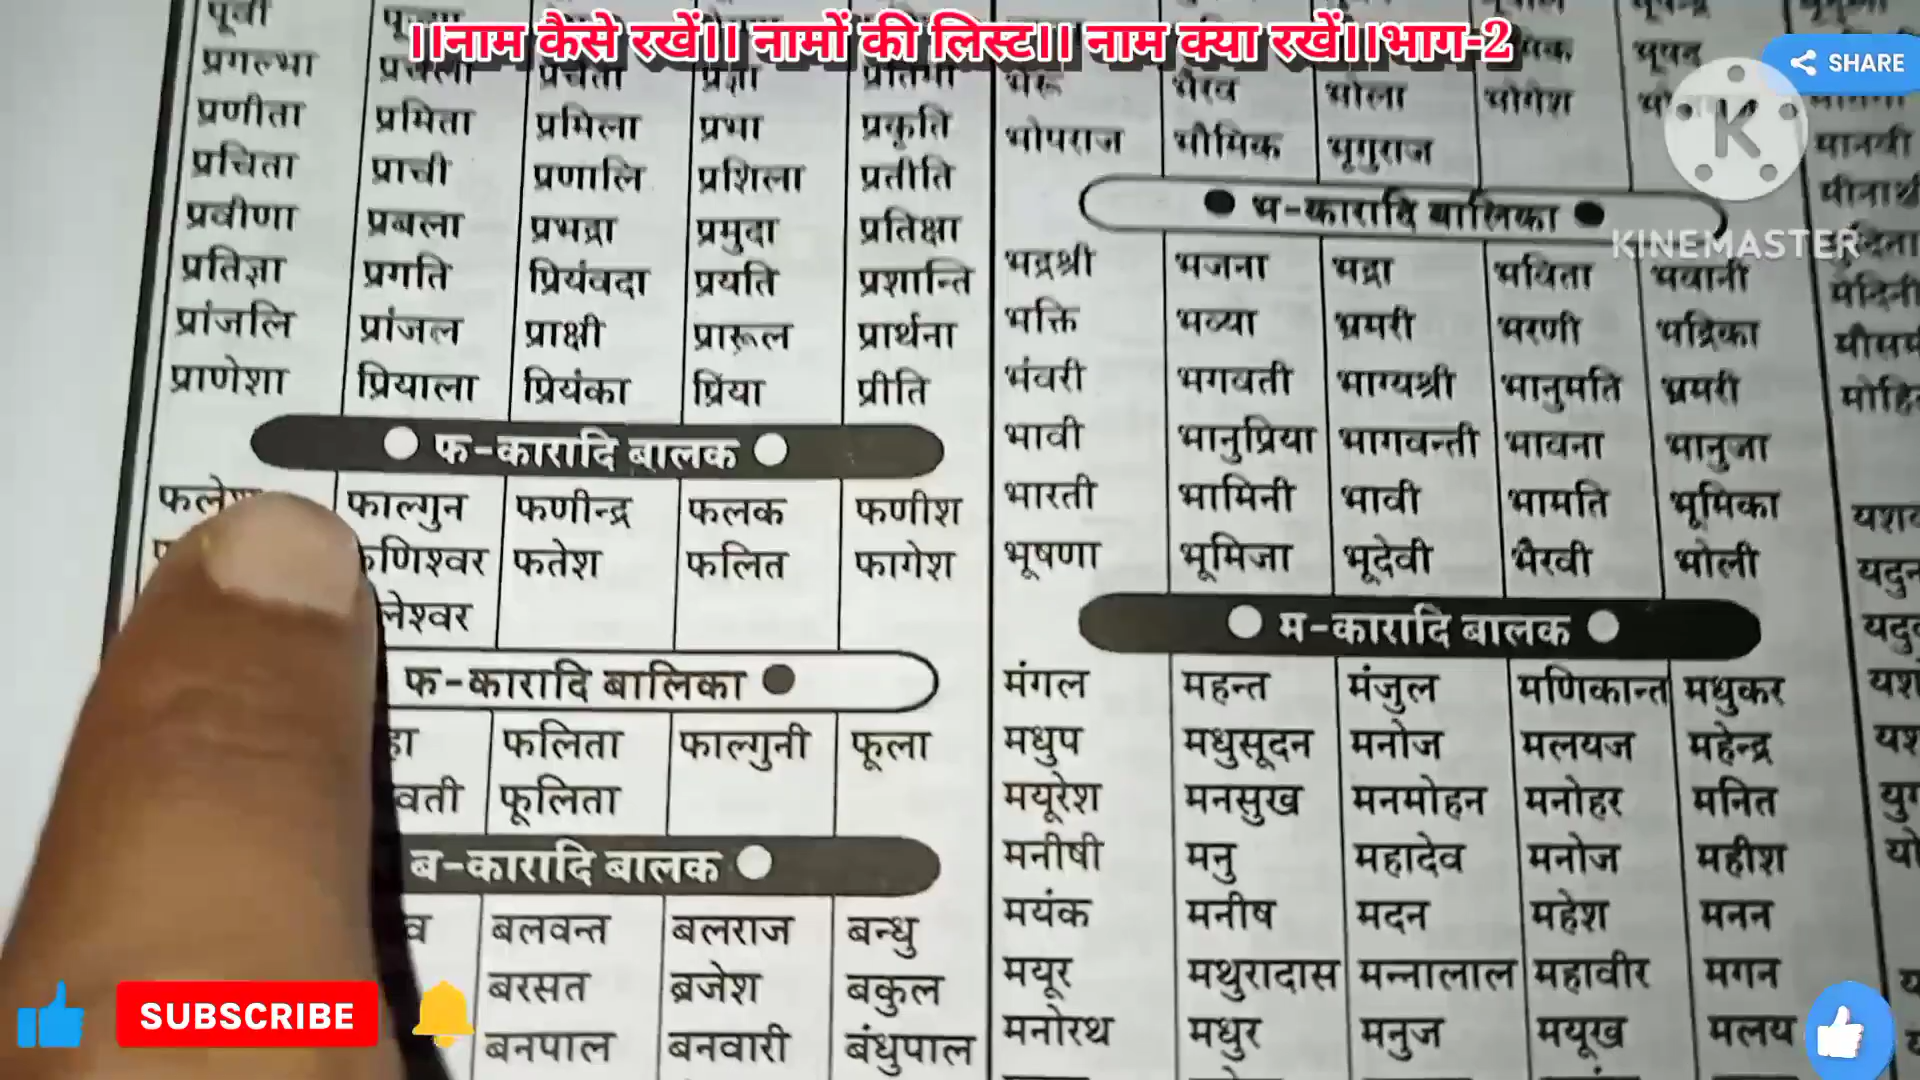 ।।नाम कैसे रखें।। नामों की लिस्ट।। नाम क्या रखें।।भाग-2
SHARE
KINEMASTER
प्रगल्भा
प्रणीता प्रमिता प्रमिला प्रभा प्रकृति
प्रचिता प्राची प्रणालि प्रशिला प्रतीति
प्रवीणा प्रबला प्रभद्रा प्रमुदा प्रतिक्षा
प्रतिज्ञा प्रगति प्रियंवदा प्रयति प्रशान्ति
प्रांजलि प्रांजल प्राक्षी प्रारूल प्रार्थना
प्राणेशा प्रियाला प्रियंका प्रिया प्रीति
फ-कारादि बालक
फाल्गुन फणीन्द्र फलक फणीश
फतेश फलित फागेश
फ-कारादि बालिका
फलिता फाल्गुनी फूला
फूलिता
ब-कारादि बालक
बलवन्त बलराज बन्धु
बरसत ब्रजेश बकुल
बनपाल बनवारी बंधुपाल
भैरव भोला भोगेश
भोपराज भौमिक भृगुराज
भ-कारादि बालिका
भद्रश्री भजना भद्रा भविता भवानी
भक्ति भव्या भ्रमरी भरणी भद्रिका
भंवरी भगवती भाग्यश्री भानुमति भ्रमरी
भावी भानुप्रिया भागवन्ती भावना भानुजा
भारती भामिनी भावी भामति भूमिका
भूषणा भूमिजा भूदेवी भैरवी भोली
म-कारादि बालक
मंगल महन्त मंजुल मणिकान्त मधुकर
मधुप मधुसूदन मनोज मलयज महेन्द्र
मयूरेश मनसुख मनमोहन मनोहर मनित
मनीषी मनु महादेव मनोज महीश
मयंक मनीष मदन महेश मनन
मयूर मथुरादास मन्नालाल महावीर मगन
मनोरथ मधुर मनुज मयूख मलय
मानवी
SUBSCRIBE